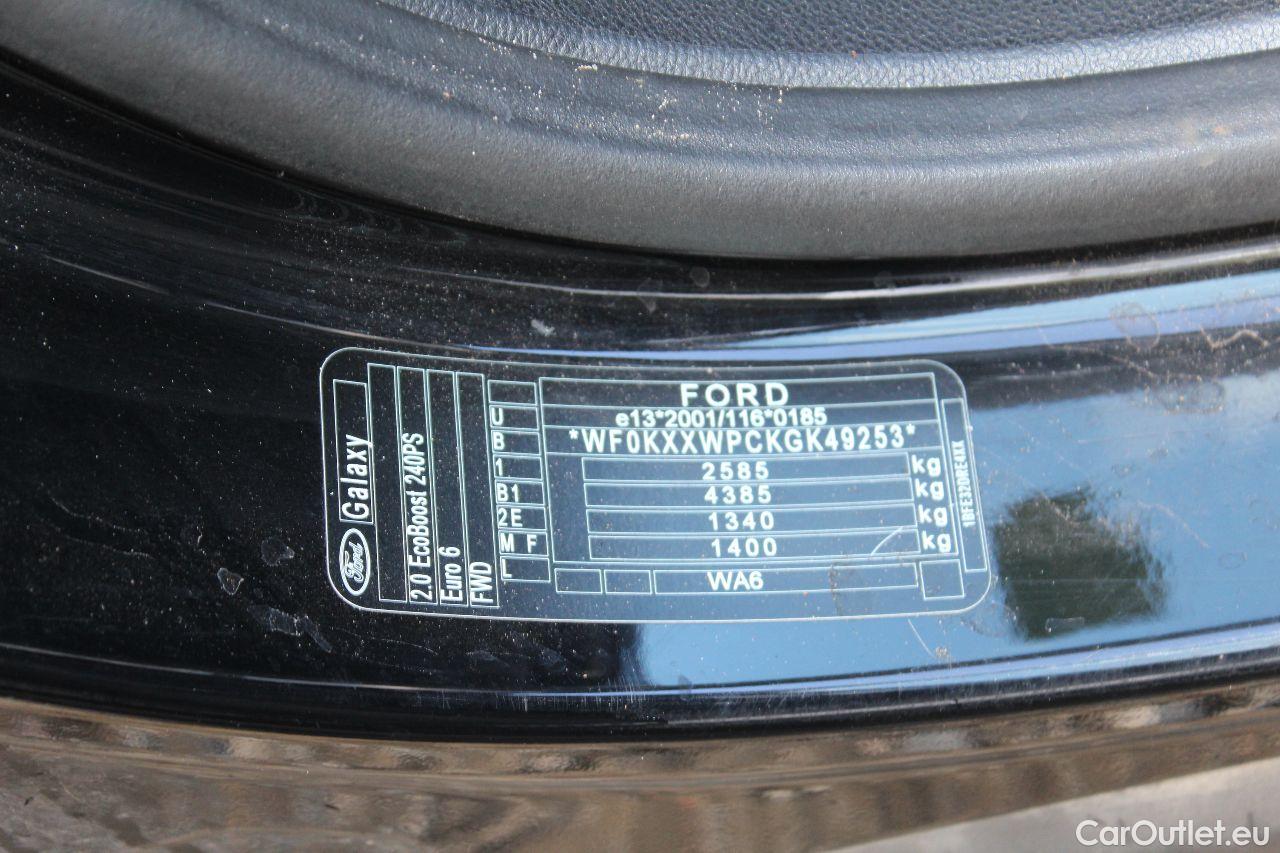 FORD
e13*2001/116*0185
*WF0KXXWPCKGK49253*
2585 kg
4385 kg
1340 kg
1400 kg
WA6
U
B
1
B1
2E
M F
L
Ford Galaxy
2.0 EcoBoost 240PS
Euro 6
FWD
1BFE32DRE4XX
CarOutlet.eu